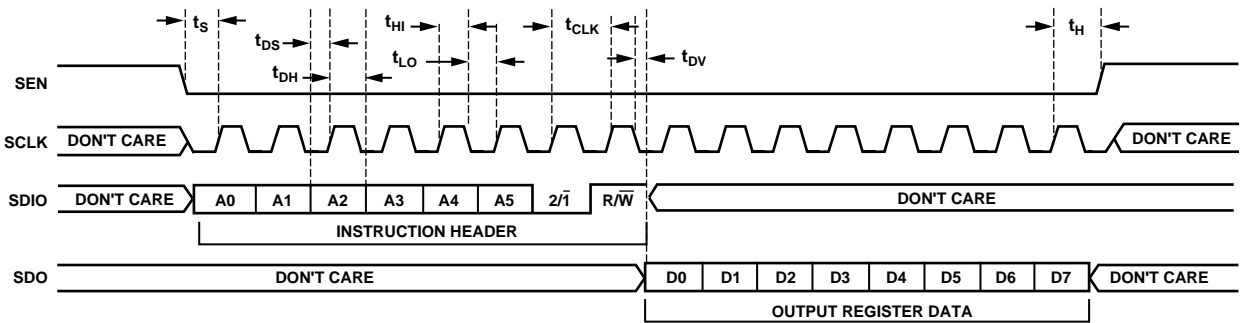 tS
tDS
tDH
tHI
tLO
tCLK
tDV
tH
SEN
SCLK DON'T CARE DON'T CARE
SDIO DON'T CARE A0 A1 A2 A3 A4 A5 2/1̅ R/W̅ DON'T CARE
INSTRUCTION HEADER
SDO DON'T CARE D0 D1 D2 D3 D4 D5 D6 D7 DON'T CARE
OUTPUT REGISTER DATA